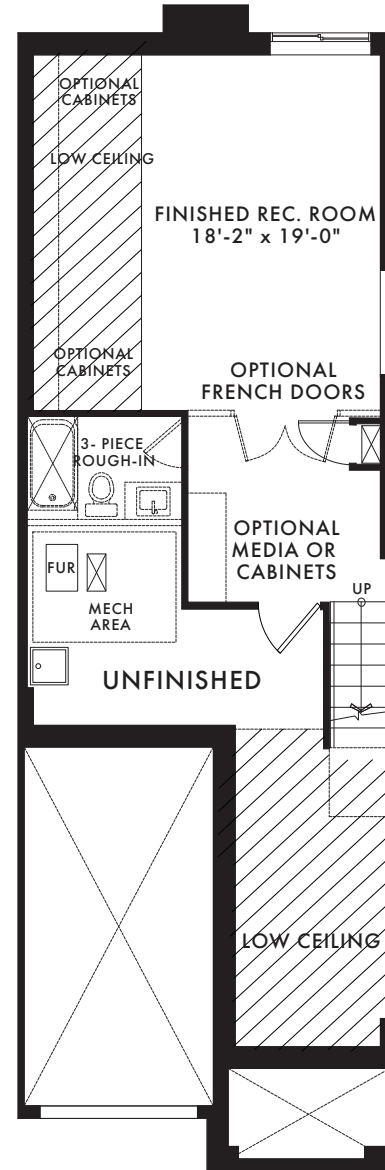 OPTIONAL
CABINETS
LOW CEILING
FINISHED REC. ROOM
18'-2" x 19'-0"
OPTIONAL
CABINETS
OPTIONAL
FRENCH DOORS
3- PIECE
ROUGH-IN
OPTIONAL
MEDIA OR
CABINETS
FUR
MECH
AREA
UP
UNFINISHED
LOW CEILING